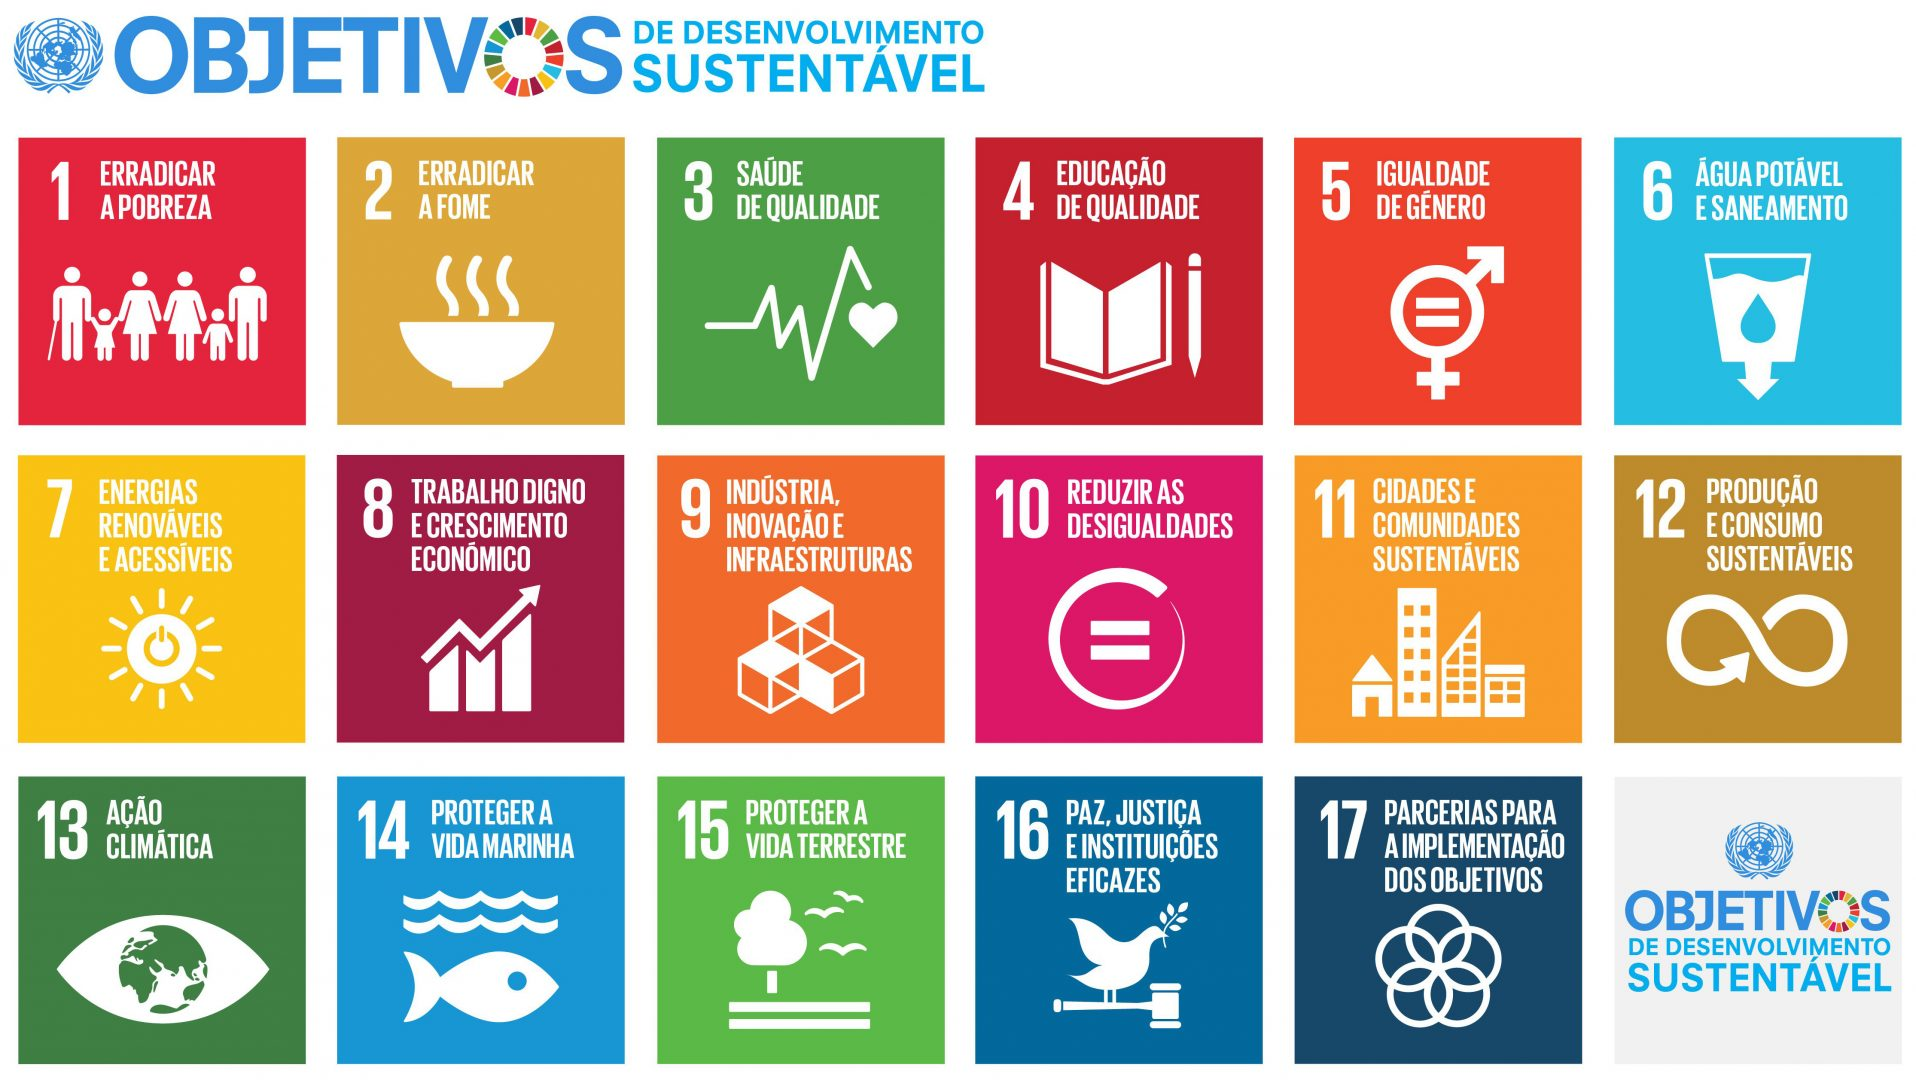 OBJETIVOS
DE DESENVOLVIMENTO
SUSTENTÁVEL
1 ERRADICAR
A POBREZA
2 ERRADICAR
A FOME
3 SAÚDE
DE QUALIDADE
4 EDUCAÇÃO
DE QUALIDADE
5 IGUALDADE
DE GÉNERO
6 ÁGUA POTÁVEL
E SANEAMENTO
7 ENERGIAS
RENOVÁVEIS
E ACESSÍVEIS
8 TRABALHO DIGNO
E CRESCIMENTO
ECONÓMICO
9 INDÚSTRIA,
INOVAÇÃO E
INFRAESTRUTURAS
10 REDUZIR AS
DESIGUALDADES
11 CIDADES E
COMUNIDADES
SUSTENTÁVEIS
12 PRODUÇÃO
E CONSUMO
SUSTENTÁVEIS
13 AÇÃO
CLIMÁTICA
14 PROTEGER A
VIDA MARINHA
15 PROTEGER A
VIDA TERRESTRE
16 PAZ, JUSTIÇA
E INSTITUIÇÕES
EFICAZES
17 PARCERIAS PARA
A IMPLEMENTAÇÃO
DOS OBJETIVOS
OBJETIVOS
DE DESENVOLVIMENTO
SUSTENTÁVEL